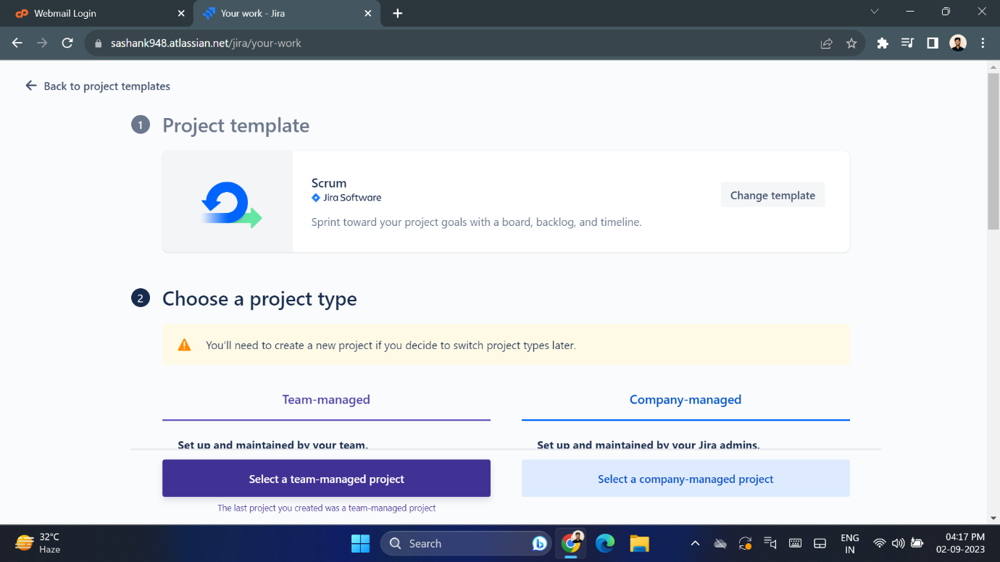 Webmail Login
Your work - Jira
sashank948.atlassian.net/jira/your-work
Back to project templates
1 Project template
Scrum
Jira Software
Sprint toward your project goals with a board, backlog, and timeline.
Change template
2 Choose a project type
You'll need to create a new project if you decide to switch project types later.
Team-managed
Company-managed
Set up and maintained by your team.
Set up and maintained by your Jira admins.
Select a team-managed project
Select a company-managed project
The last project you created was a team-managed project
32°C
Haze
Search
ENG
IN
04:17 PM
02-09-2023